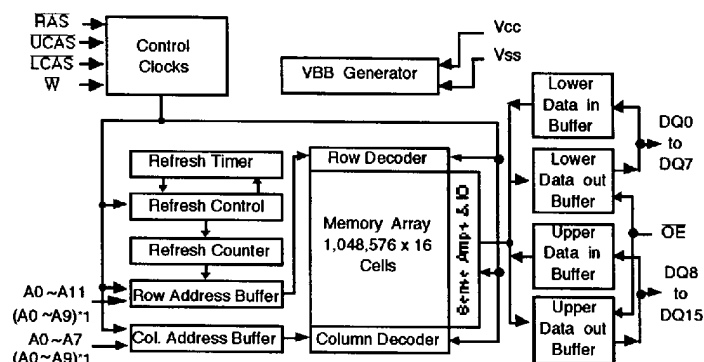 RAS
UCAS
LCAS
W
Control
Clocks
VBB Generator
Vcc
Vss
Lower
Data in
Buffer
Lower
Data out
Buffer
Upper
Data in
Buffer
Upper
Data out
Buffer
DQ0
to
DQ7
OE
DQ8
to
DQ15
Refresh Timer
Refresh Control
Refresh Counter
Row Address Buffer
Col. Address Buffer
Row Decoder
Memory Array
1,048,576 x 16
Cells
Column Decoder
Sense Amps & IO
A0~A11
(A0~A9)*1
A0~A7
(A0~A9)*1